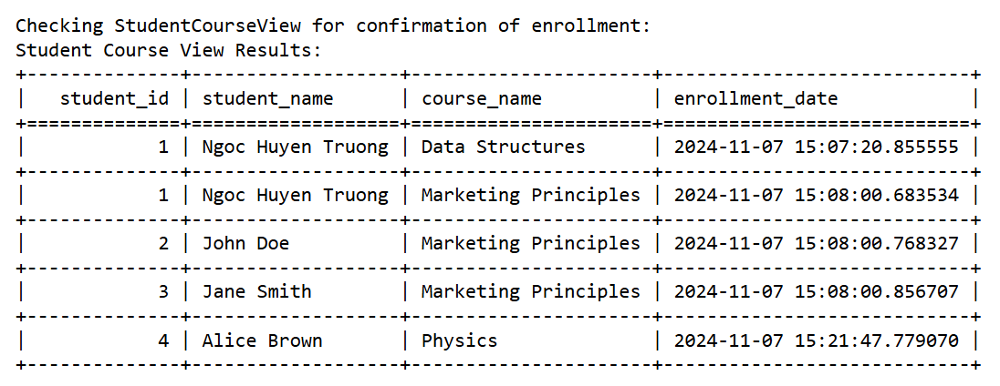 Checking StudentCourseView for confirmation of enrollment:
Student Course View Results:
+--------------+-------------------+----------------------+----------------------------+
|   student_id | student_name      | course_name          | enrollment_date            |
+==============+===================+======================+============================+
|            1 | Ngoc Huyen Truong | Data Structures      | 2024-11-07 15:07:20.855555 |
+--------------+-------------------+----------------------+----------------------------+
|            1 | Ngoc Huyen Truong | Marketing Principles | 2024-11-07 15:08:00.683534 |
+--------------+-------------------+----------------------+----------------------------+
|            2 | John Doe          | Marketing Principles | 2024-11-07 15:08:00.768327 |
+--------------+-------------------+----------------------+----------------------------+
|            3 | Jane Smith        | Marketing Principles | 2024-11-07 15:08:00.856707 |
+--------------+-------------------+----------------------+----------------------------+
|            4 | Alice Brown       | Physics              | 2024-11-07 15:21:47.779070 |
+--------------+-------------------+----------------------+----------------------------+